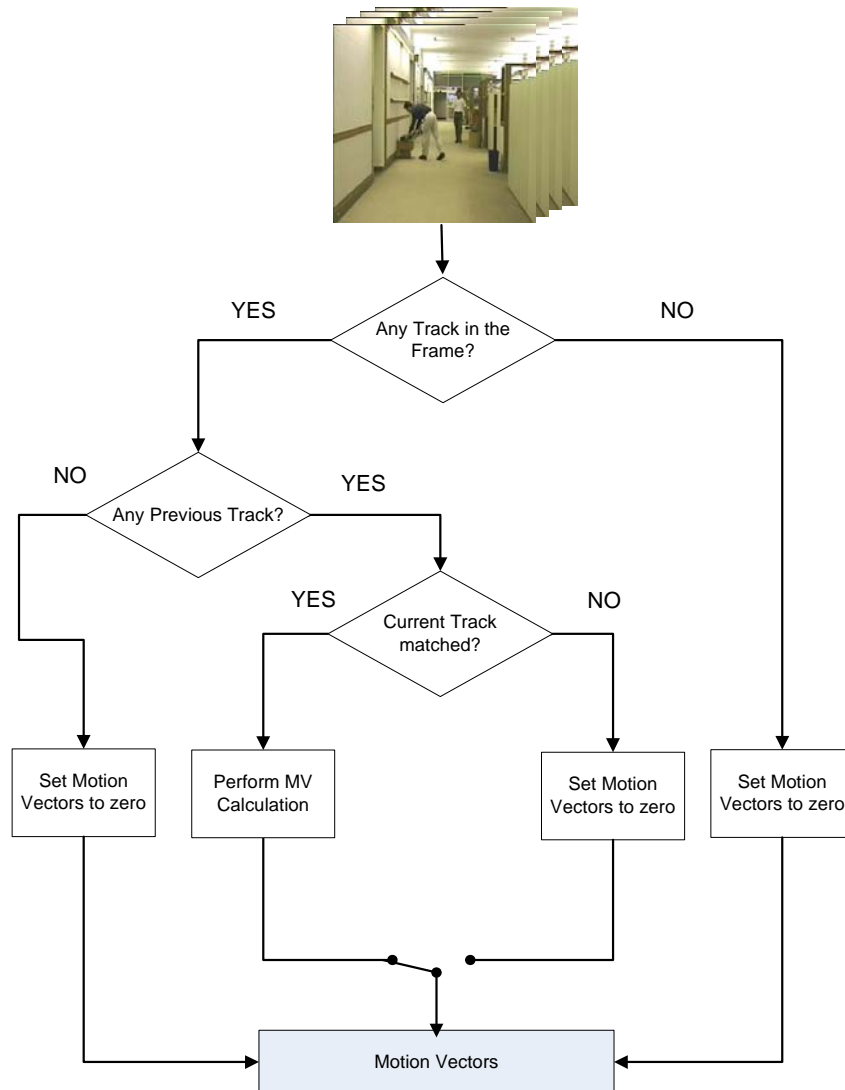 YES
NO
Any Track in the
Frame?
NO
YES
Any Previous Track?
YES
NO
Current Track
matched?
Set Motion
Vectors to zero
Perform MV
Calculation
Set Motion
Vectors to zero
Set Motion
Vectors to zero
Motion Vectors